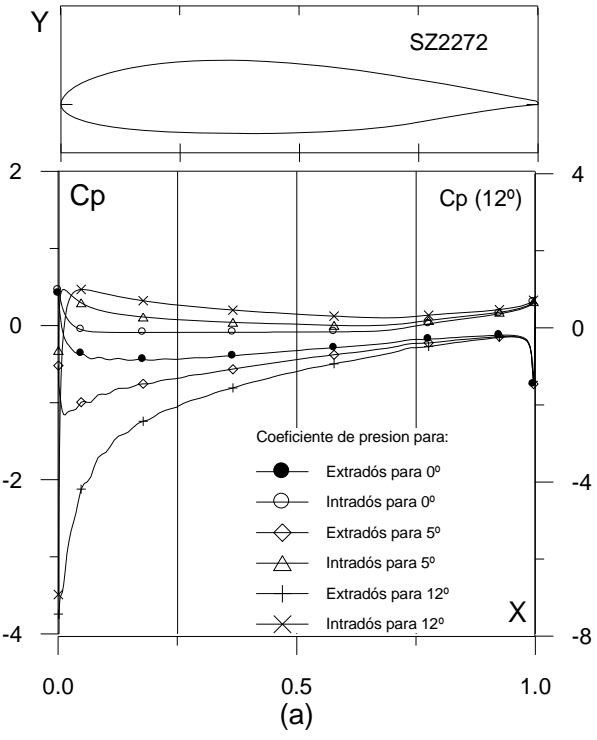 Y
SZ2272
2
Cp
Cp (12º)
4
0
0
-2
-4
-4
-8
Coeficiente de presion para:
Extradós para 0º
Intradós para 0º
Extradós para 5º
Intradós para 5º
Extradós para 12º
Intradós para 12º
X
0.0
0.5
1.0
(a)